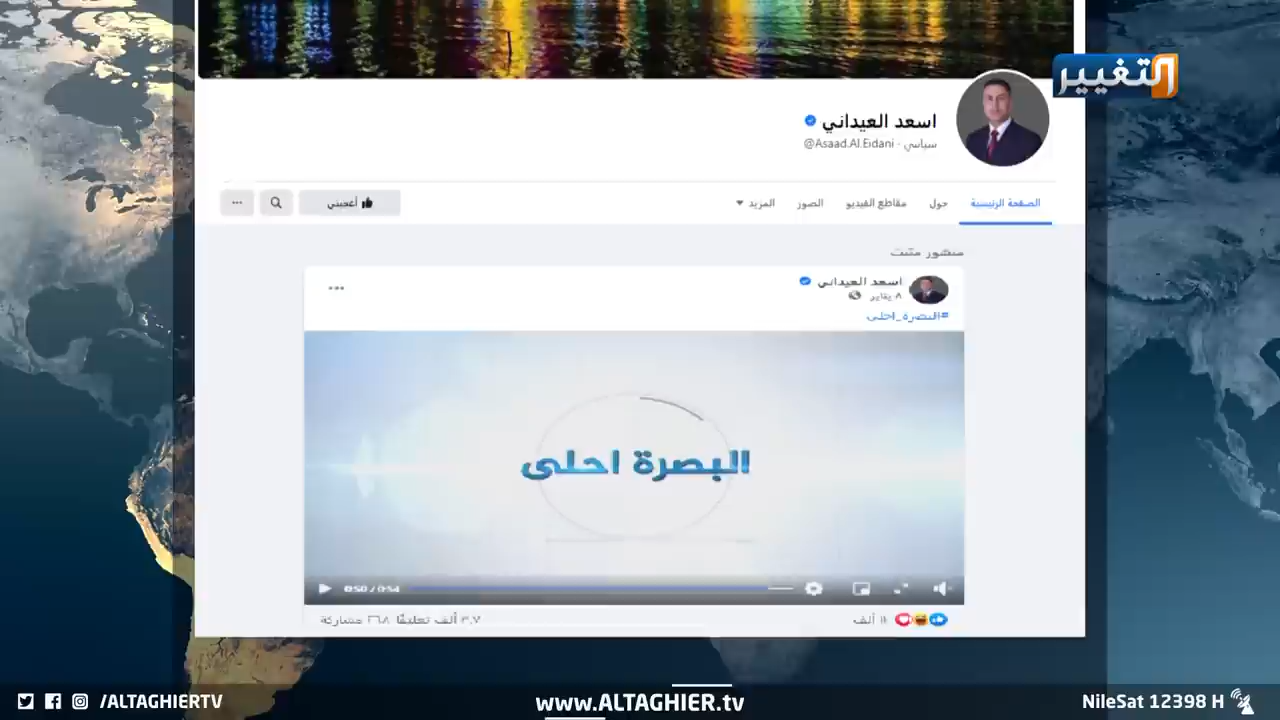 التغيير
اسعد العيداني
سياسي · @Asaad.Al.Eidani
الصفحة الرئيسية حول مقاطع الفيديو الصور المزيد
أعجبني
منشور مثبت
اسعد العيداني
٨ يناير
#البصرة_احلى
البصرة احلى
0:50 / 0:54
ألف
٣.٧ ألف تعليقًا ٢٦٨ مشاركة
/ALTAGHIERTV
www.ALTAGHIER.tv
NileSat 12398 H